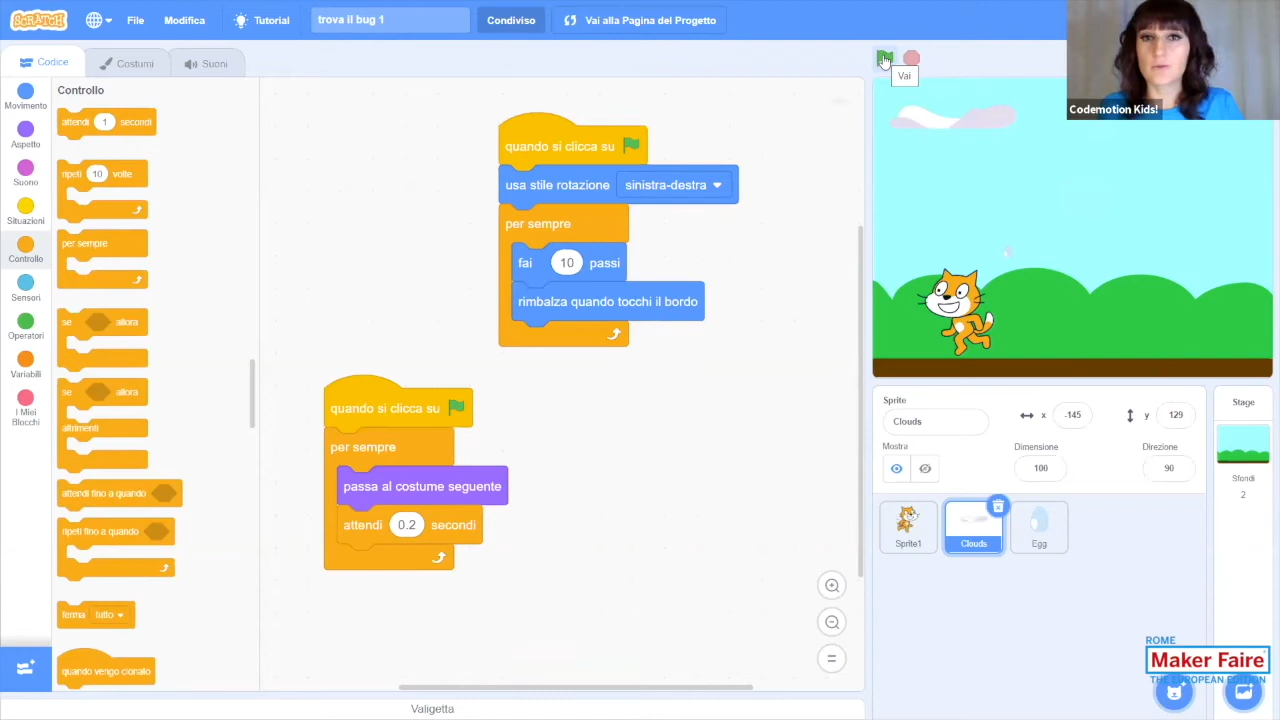 SCRATCH
File
Modifica
Tutorial
trova il bug 1
Condiviso
Vai alla Pagina del Progetto
Codice
Costumi
Suoni
Vai
Codemotion Kids!
Movimento
Aspetto
Suono
Situazioni
Controllo
Sensori
Operatori
Variabili
I Miei
Blocchi
Controllo
attendi 1 secondi
ripeti 10 volte
per sempre
se allora
se allora
altrimenti
attendi fino a quando
ripeti fino a quando
ferma tutto
quando vengo clonato
quando si clicca su
usa stile rotazione sinistra-destra
per sempre
fai 10 passi
rimbalza quando tocchi il bordo
quando si clicca su
per sempre
passa al costume seguente
attendi 0.2 secondi
Valigetta
Sprite
Clouds
x -145
y 129
Mostra
Dimensione
100
Direzione
90
Sprite1
Clouds
Egg
Stage
Sfondi
2
ROME
Maker Faire
THE EUROPEAN EDITION